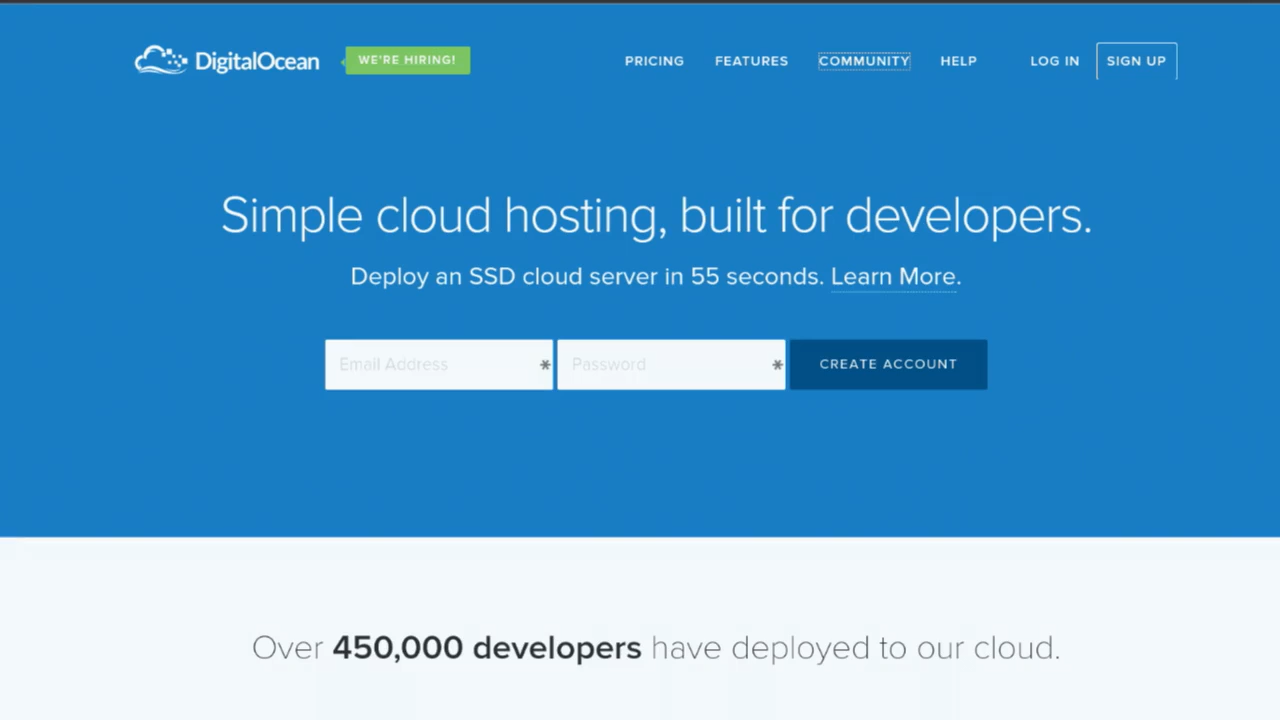 DigitalOcean WE'RE HIRING! PRICING FEATURES COMMUNITY HELP LOG IN SIGN UP
Simple cloud hosting, built for developers.
Deploy an SSD cloud server in 55 seconds. Learn More.
Email Address * Password * CREATE ACCOUNT
Over 450,000 developers have deployed to our cloud.